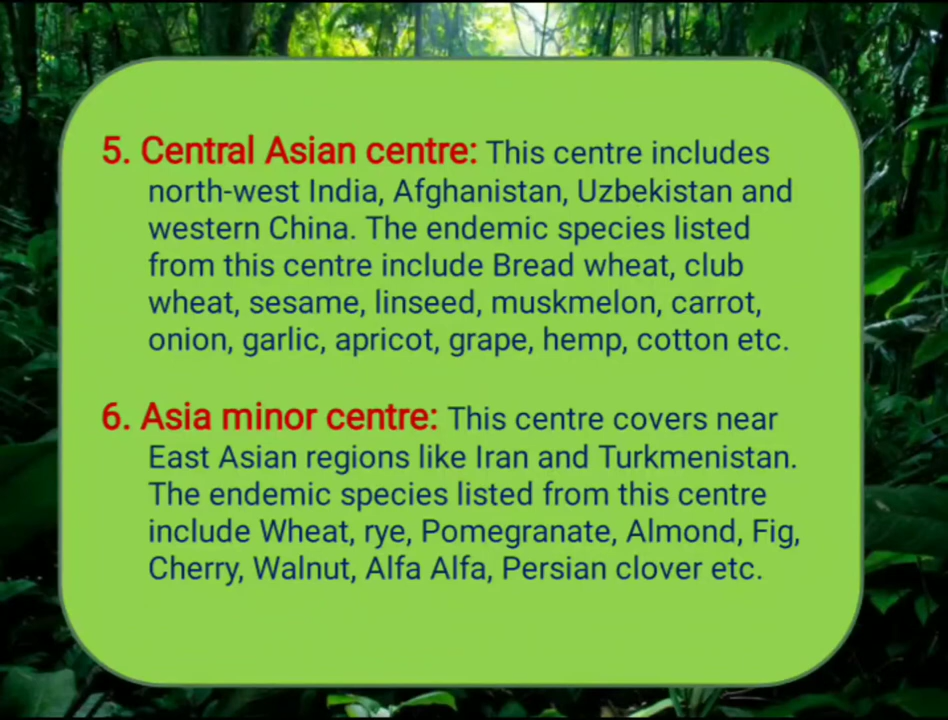 5. Central Asian centre: This centre includes
north-west India, Afghanistan, Uzbekistan and
western China. The endemic species listed
from this centre include Bread wheat, club
wheat, sesame, linseed, muskmelon, carrot,
onion, garlic, apricot, grape, hemp, cotton etc.
6. Asia minor centre: This centre covers near
East Asian regions like Iran and Turkmenistan.
The endemic species listed from this centre
include Wheat, rye, Pomegranate, Almond, Fig,
Cherry, Walnut, Alfa Alfa, Persian clover etc.